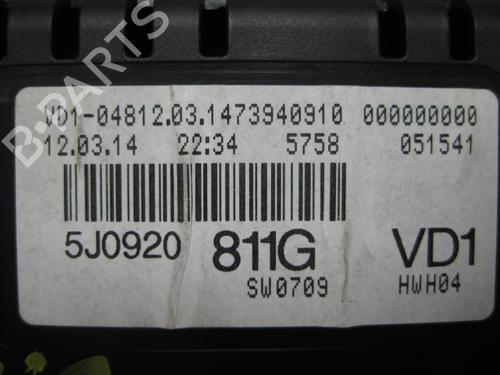 VD1-04812.03.1473940910 000000000
12.03.14 22:34 5758 051541
5J0920 811G VD1
SW0709 HWH04
B-PARTS